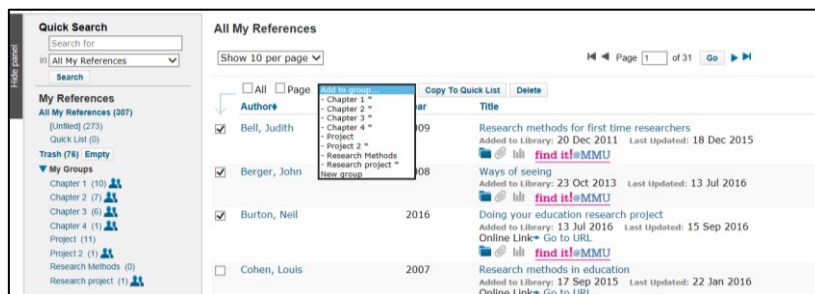 Hide panel
Quick Search
Search for
in All My References
Search
My References
All My References (307)
[Unfiled] (273)
Quick List (0)
Trash (76) Empty
My Groups
Chapter 1 (10)
Chapter 2 (7)
Chapter 3 (6)
Chapter 4 (1)
Project (11)
Project 2 (1)
Research Methods (0)
Research project (1)
All My References
Show 10 per page
Page 1 of 31 Go
All Page Add to group... Copy To Quick List Delete
- Chapter 1 "
- Chapter 2 "
- Chapter 3 "
- Chapter 4 "
- Project
- Project 2 "
- Research Methods
- Research project "
New group
Author ar Title
Bell, Judith 009 Research methods for first time researchers
Added to Library: 20 Dec 2011 Last Updated: 18 Dec 2015
find it!@MMU
Berger, John 008 Ways of seeing
Added to Library: 23 Oct 2013 Last Updated: 13 Jul 2016
find it!@MMU
Burton, Neil 2016 Doing your education research project
Added to Library: 13 Jul 2016 Last Updated: 15 Sep 2016
Online Link Go to URL
find it!@MMU
Cohen, Louis 2007 Research methods in education
Added to Library: 17 Sep 2015 Last Updated: 22 Jan 2016
Online Link Go to URL